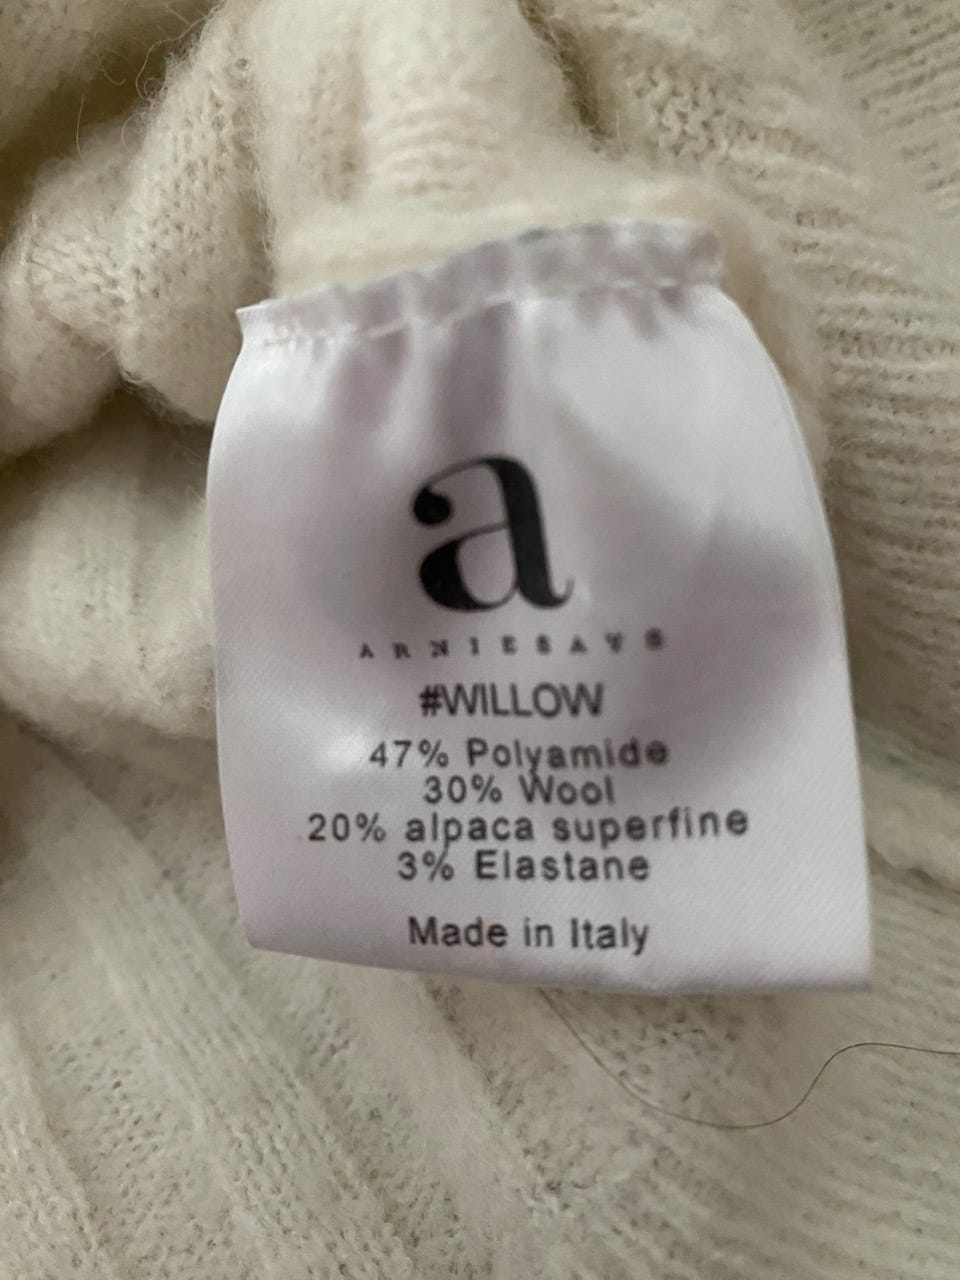 a
ARNIESAYS
#WILLOW
47% Polyamide
30% Wool
20% alpaca superfine
3% Elastane
Made in Italy